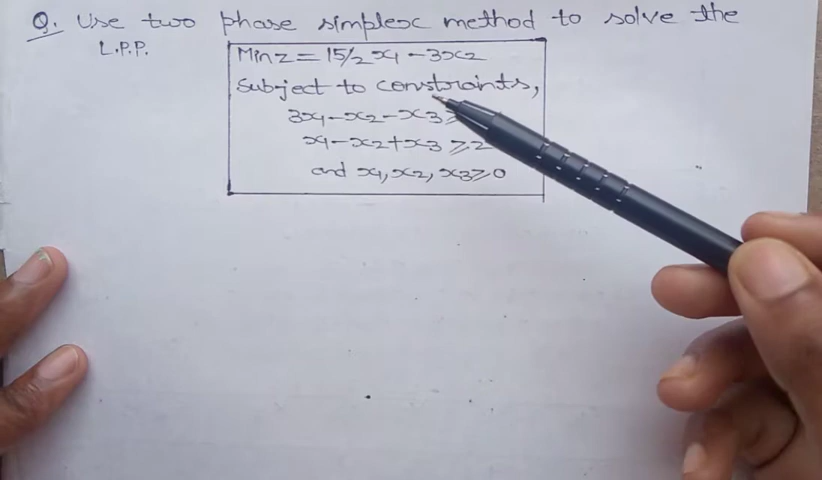 Q. Use two phase simplex method to solve the
L.P.P.
Min Z = 15/2 x1 - 3x2
Subject to constraints,
3x1 - x2 - x3 ≥
x1 - x2 + x3 ≥ 2
and x1, x2, x3 ≥ 0